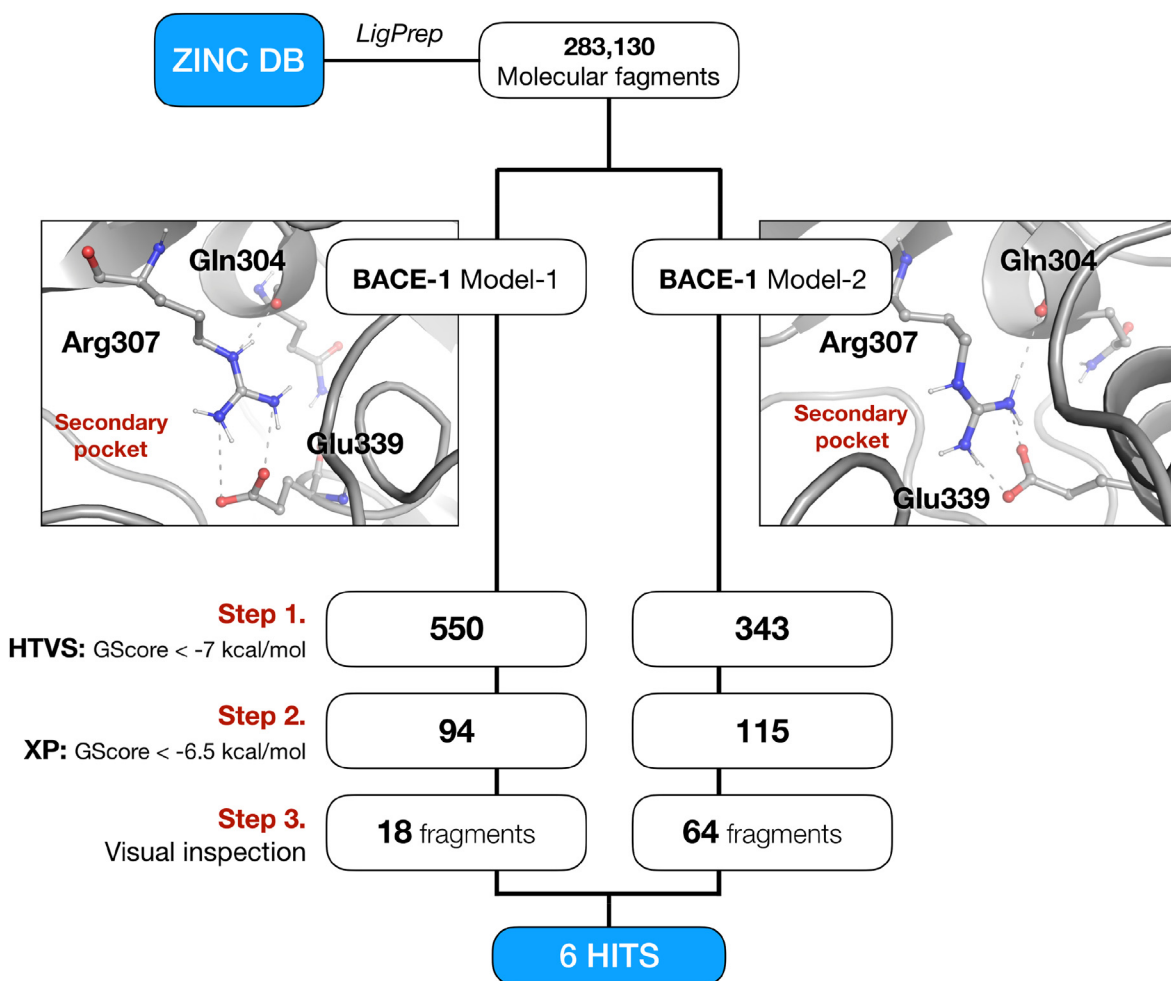 ZINC DB
LigPrep
283,130
Molecular fagments
BACE-1 Model-1
BACE-1 Model-2
Gln304
Arg307
Secondary
pocket
Glu339
Gln304
Arg307
Secondary
pocket
Glu339
Step 1.
HTVS: GScore < -7 kcal/mol
550
343
Step 2.
XP: GScore < -6.5 kcal/mol
94
115
Step 3.
Visual inspection
18 fragments
64 fragments
6 HITS